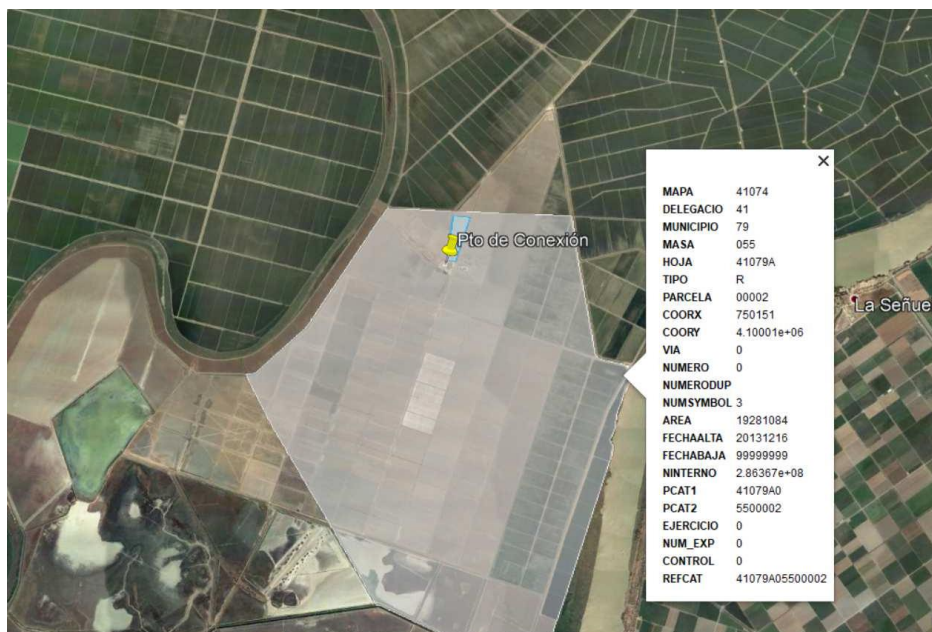 Pto de Conexión
La Señue
MAPA 41074
DELEGACIO 41
MUNICIPIO 79
MASA 055
HOJA 41079A
TIPO R
PARCELA 00002
COORX 750151
COORY 4.10001e+06
VIA 0
NUMERO 0
NUMERODUP
NUMSYMBOL 3
AREA 19281084
FECHAALTA 20131216
FECHABAJA 99999999
NINTERNO 2.86367e+08
PCAT1 41079A0
PCAT2 5500002
EJERCICIO 0
NUM_EXP 0
CONTROL 0
REFCAT 41079A05500002